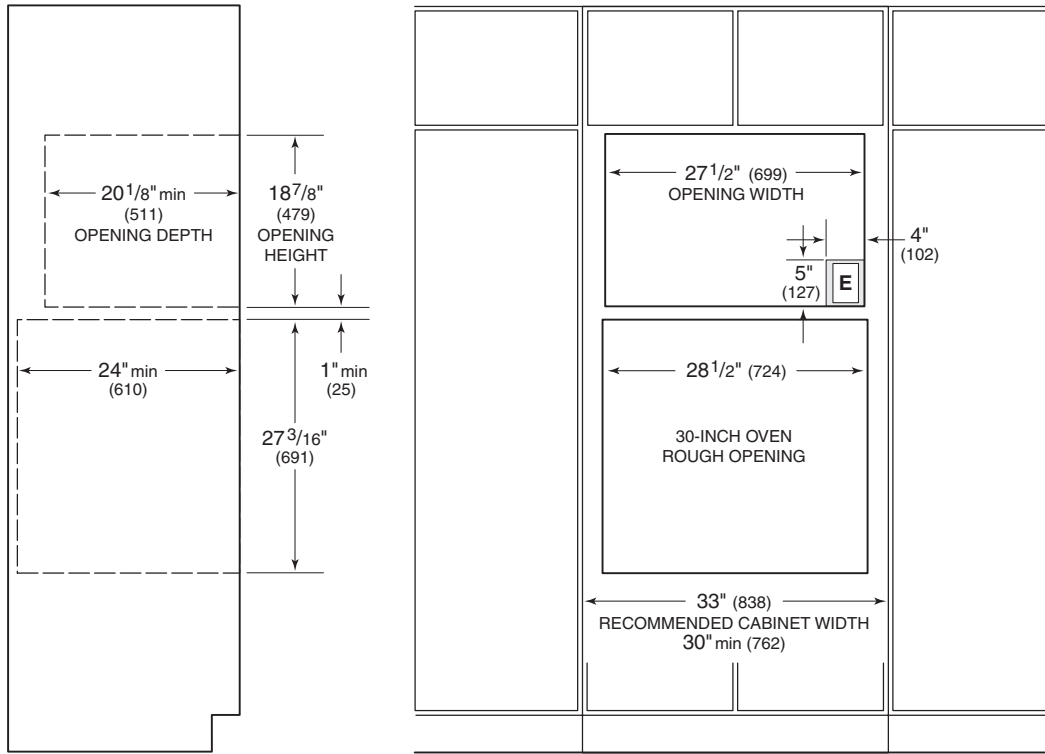 20 1/8" min
(511)
OPENING DEPTH
18 7/8"
(479)
OPENING
HEIGHT
24" min
(610)
1" min
(25)
27 3/16"
(691)
27 1/2" (699)
OPENING WIDTH
4"
(102)
5"
(127)
E
28 1/2" (724)
30-INCH OVEN
ROUGH OPENING
33" (838)
RECOMMENDED CABINET WIDTH
30" min (762)